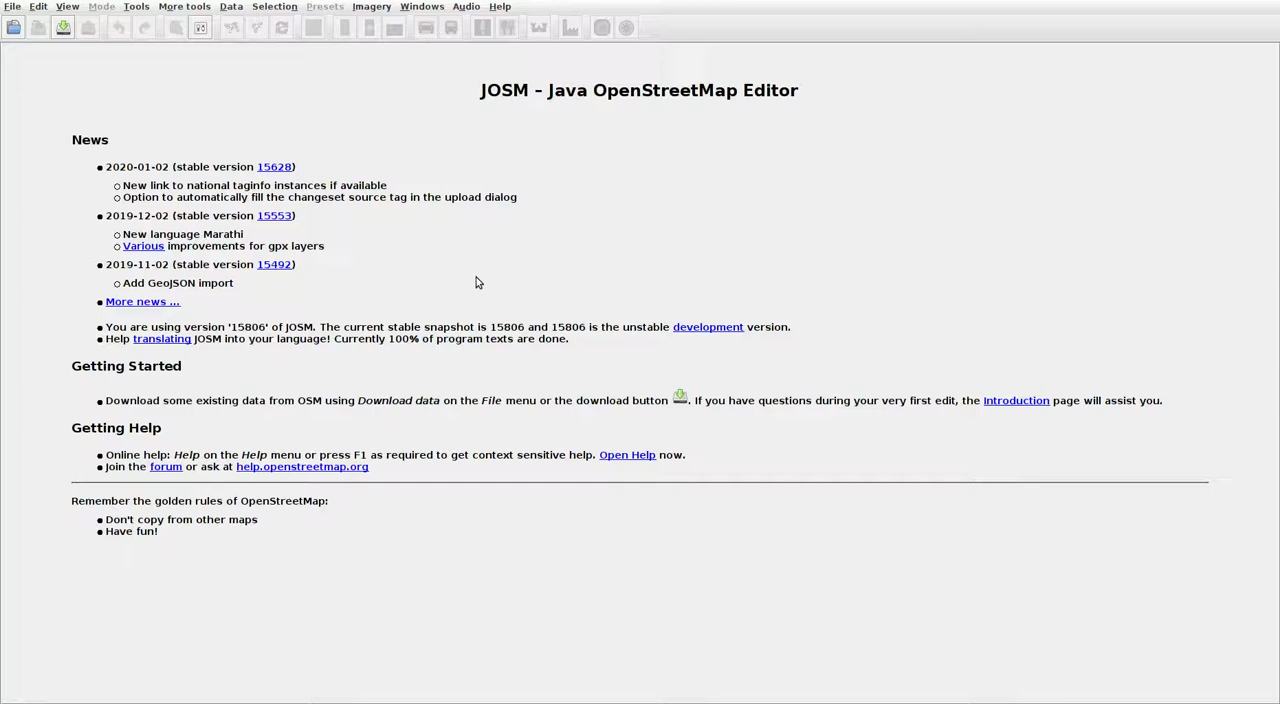 File Edit View Mode Tools More tools Data Selection Presets Imagery Windows Audio Help
JOSM – Java OpenStreetMap Editor
News
2020-01-02 (stable version 15628)
New link to national taginfo instances if available
Option to automatically fill the changeset source tag in the upload dialog
2019-12-02 (stable version 15553)
New language Marathi
Various improvements for gpx layers
2019-11-02 (stable version 15492)
Add GeoJSON import
More news ...
You are using version '15806' of JOSM. The current stable snapshot is 15806 and 15806 is the unstable development version.
Help translating JOSM into your language! Currently 100% of program texts are done.
Getting Started
Download some existing data from OSM using Download data on the File menu or the download button . If you have questions during your very first edit, the Introduction page will assist you.
Getting Help
Online help: Help on the Help menu or press F1 as required to get context sensitive help. Open Help now.
Join the forum or ask at help.openstreetmap.org
Remember the golden rules of OpenStreetMap:
Don't copy from other maps
Have fun!